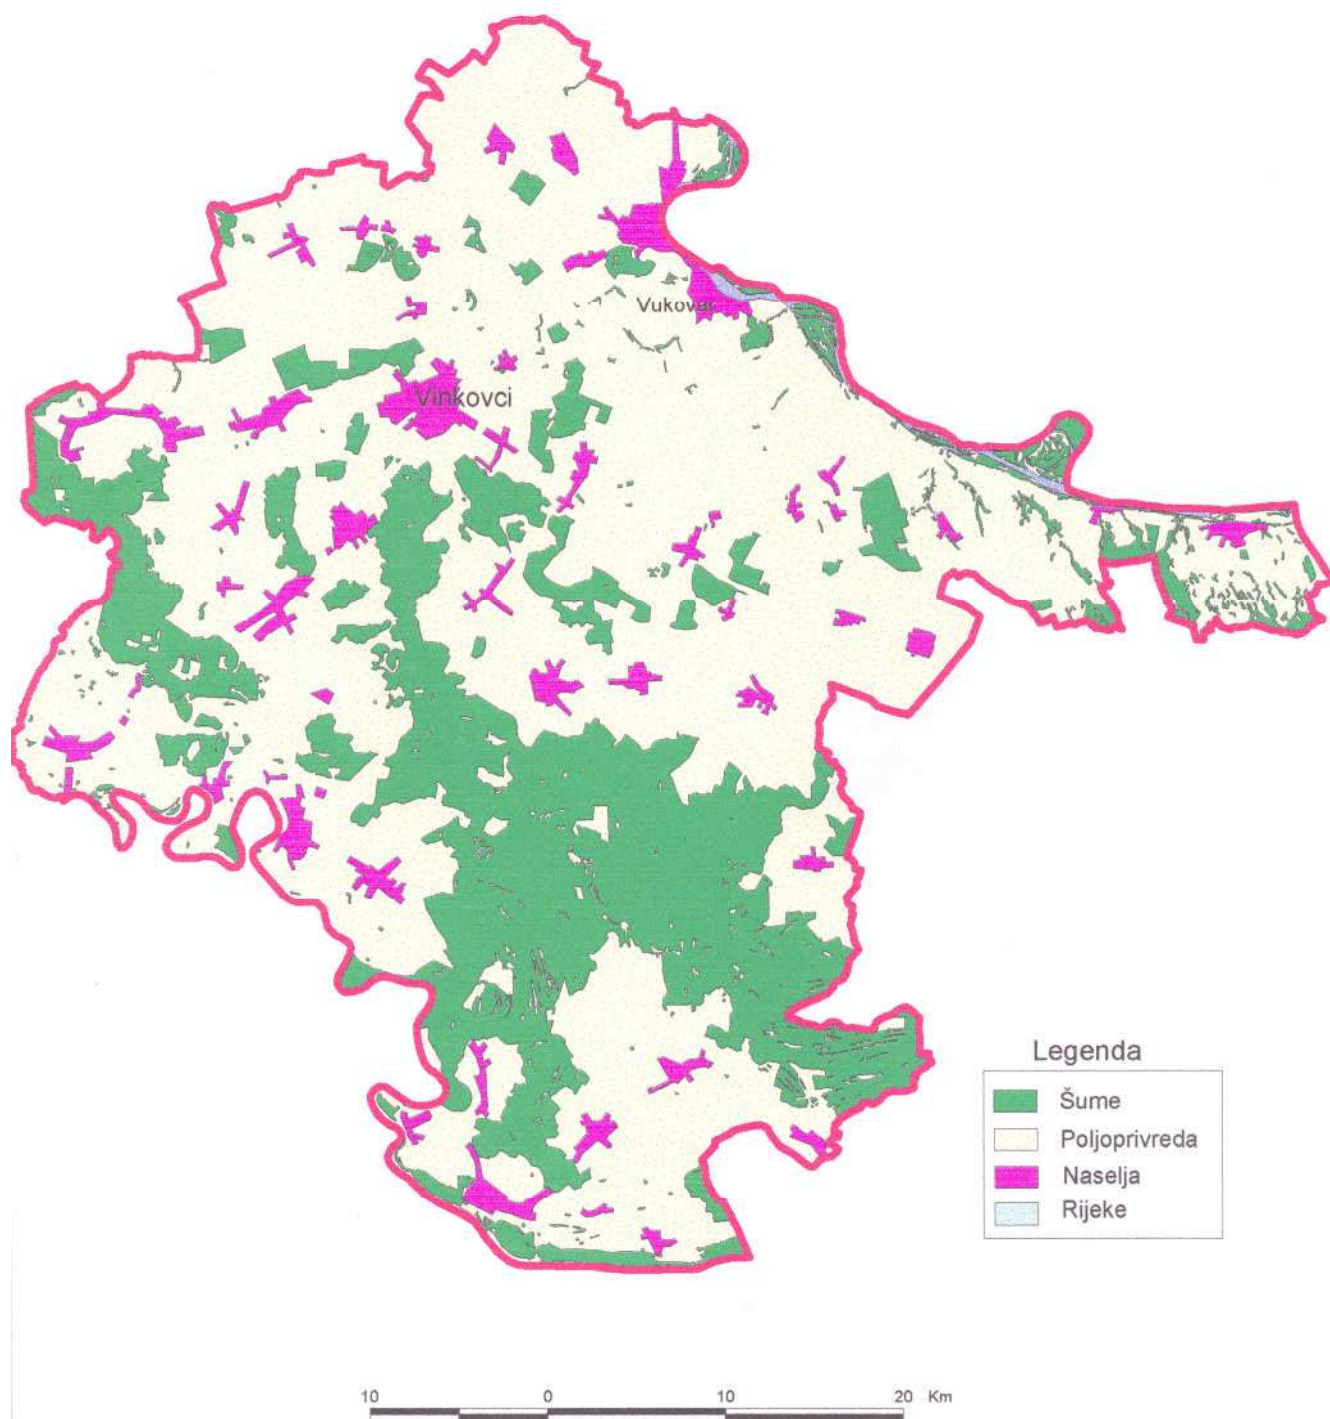 Vukovar
Vinkovci
Legenda
Šume
Poljoprivreda
Naselja
Rijeke
10 0 10 20 Km